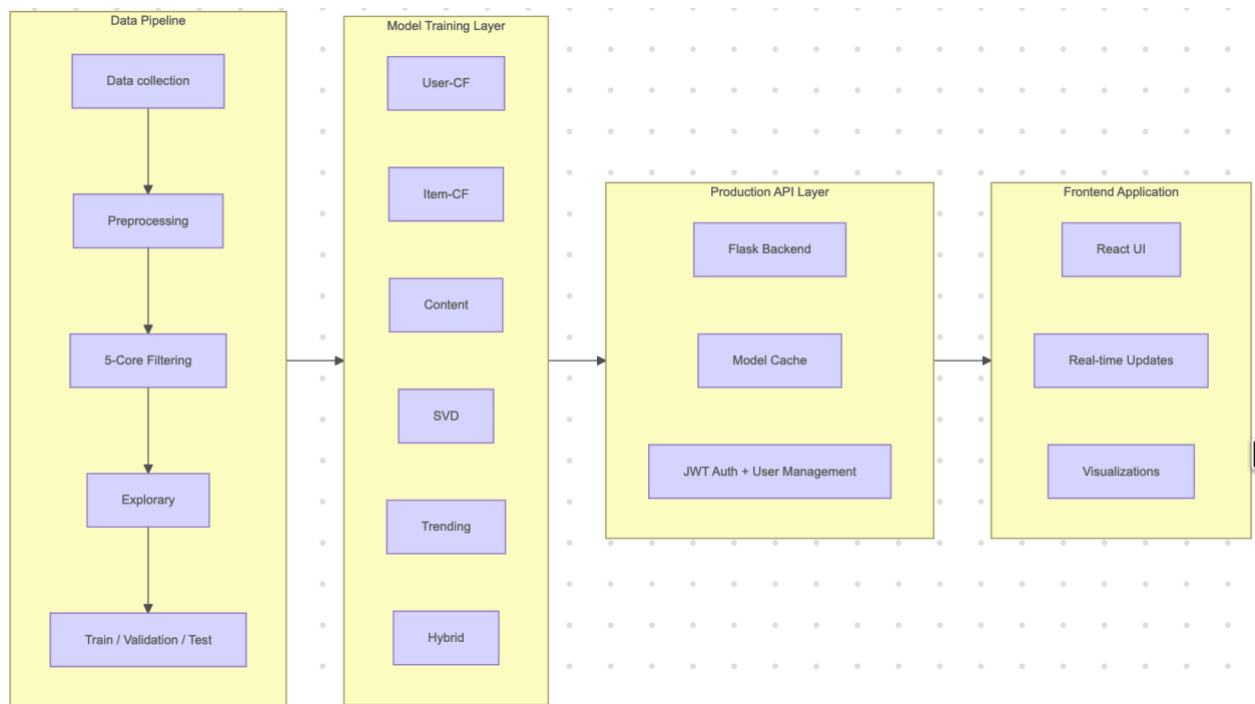 Data Pipeline
Data collection
Preprocessing
5-Core Filtering
Explorary
Train / Validation / Test
Model Training Layer
User-CF
Item-CF
Content
SVD
Trending
Hybrid
Production API Layer
Flask Backend
Model Cache
JWT Auth + User Management
Frontend Application
React UI
Real-time Updates
Visualizations